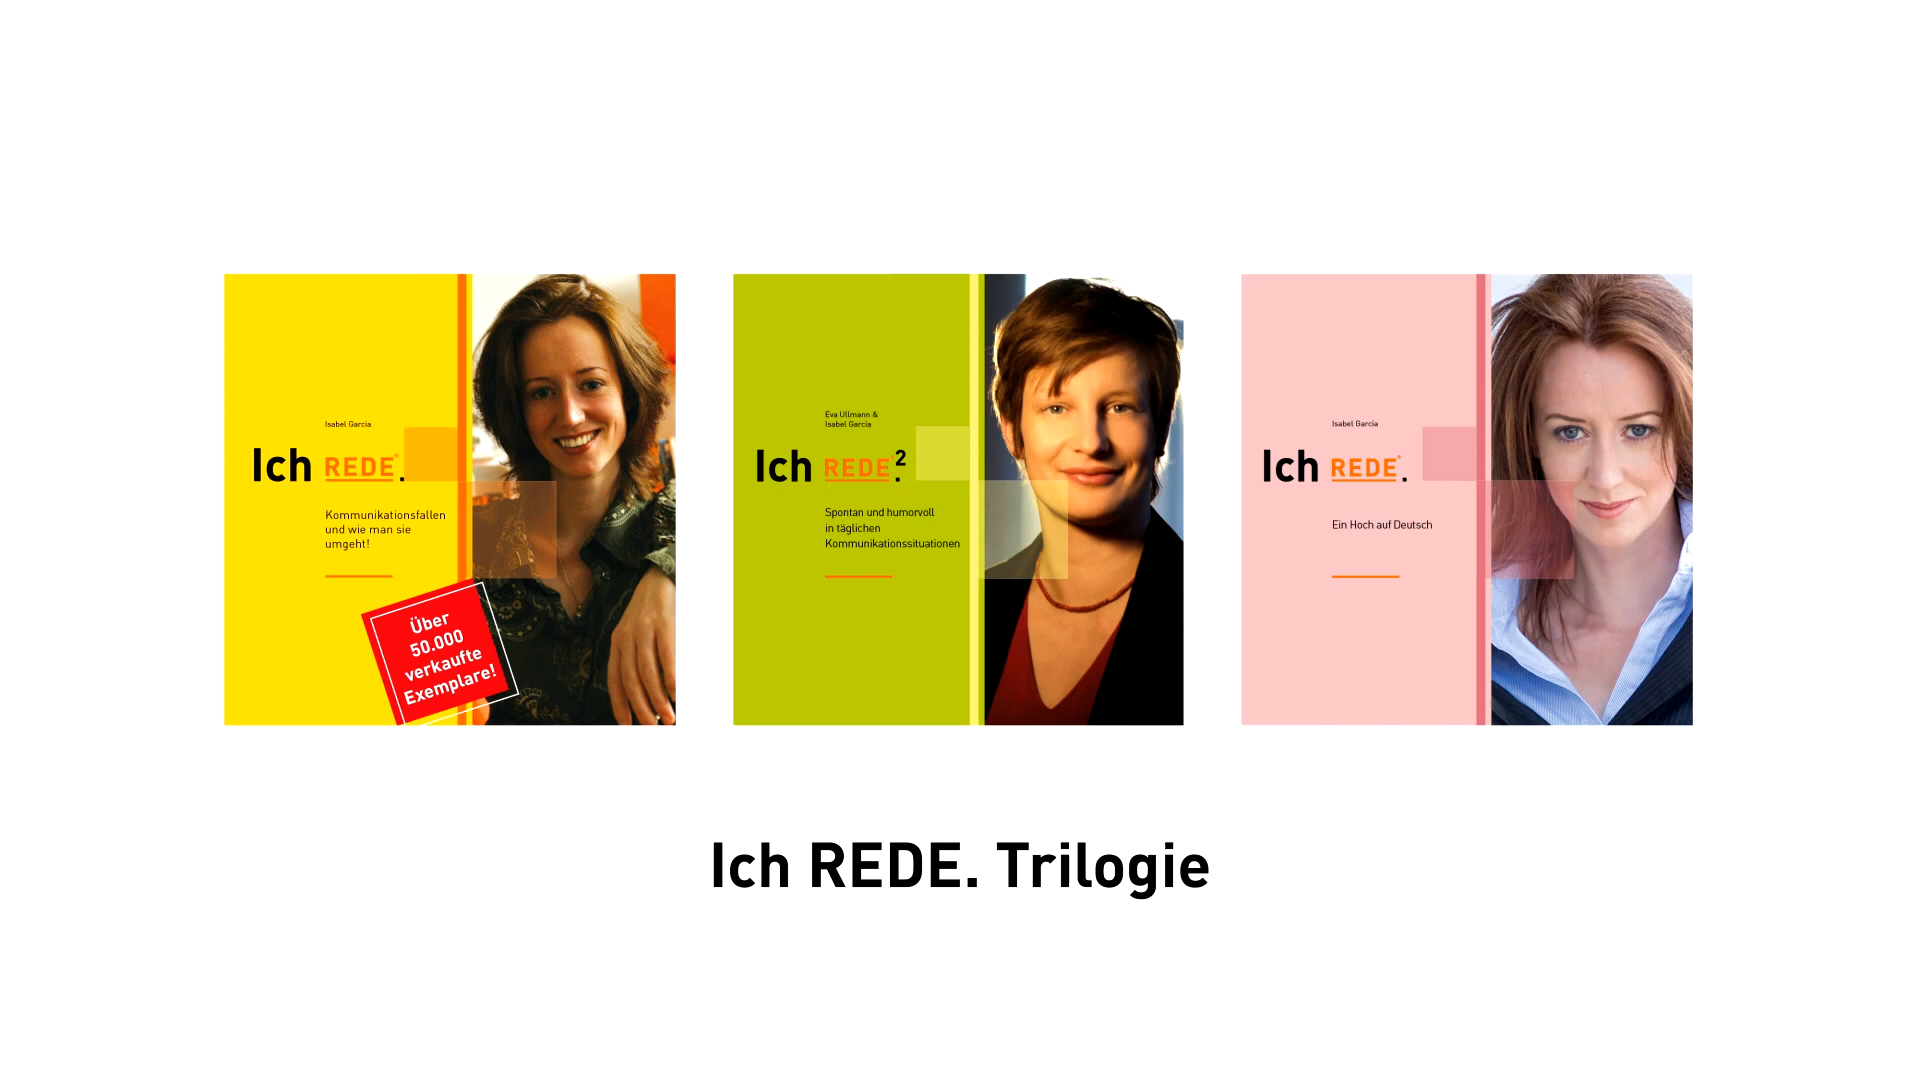 Isabel García
Ich REDE®.
Kommunikationsfallen
und wie man sie
umgeht!
Über
50.000
verkaufte
Exemplare!
Eva Ullmann &
Isabel García
Ich REDE®.2
Spontan und humorvoll
in täglichen
Kommunikationssituationen
Isabel García
Ich REDE®.
Ein Hoch auf Deutsch
Ich REDE. Trilogie